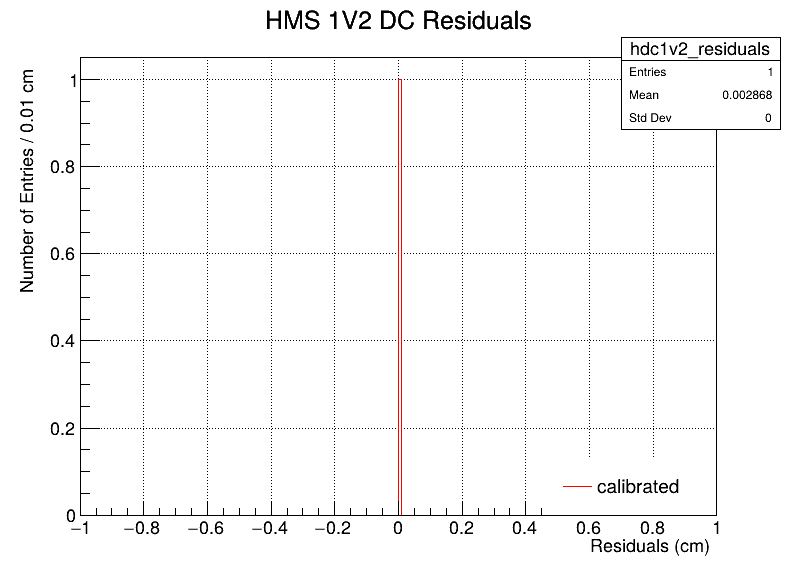 HMS 1V2 DC Residuals
hdc1v2_residuals
Entries 1
Mean 0.002868
Std Dev 0
Number of Entries / 0.01 cm
1
0.8
0.6
0.4
0.2
0
−1 −0.8 −0.6 −0.4 −0.2 0 0.2 0.4 0.6 0.8 1
calibrated
Residuals (cm)